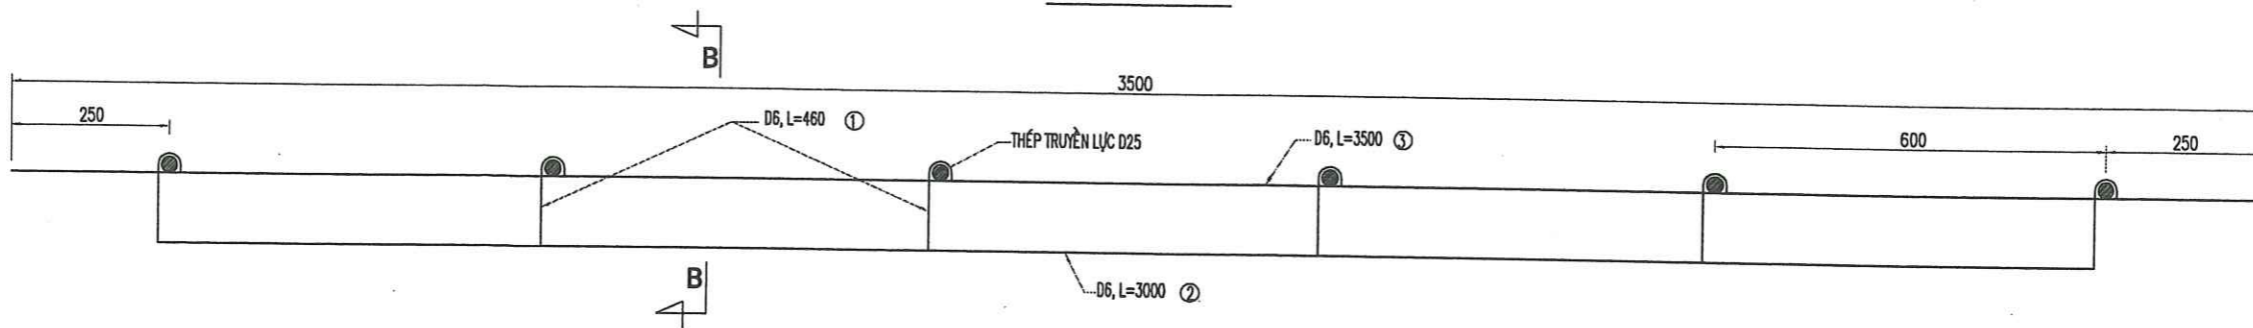 B
3500
250
D6, L=460 ①
THÉP TRUYỀN LỰC D25
D6, L=3500 ③
600
250
B
D6, L=3000 ②